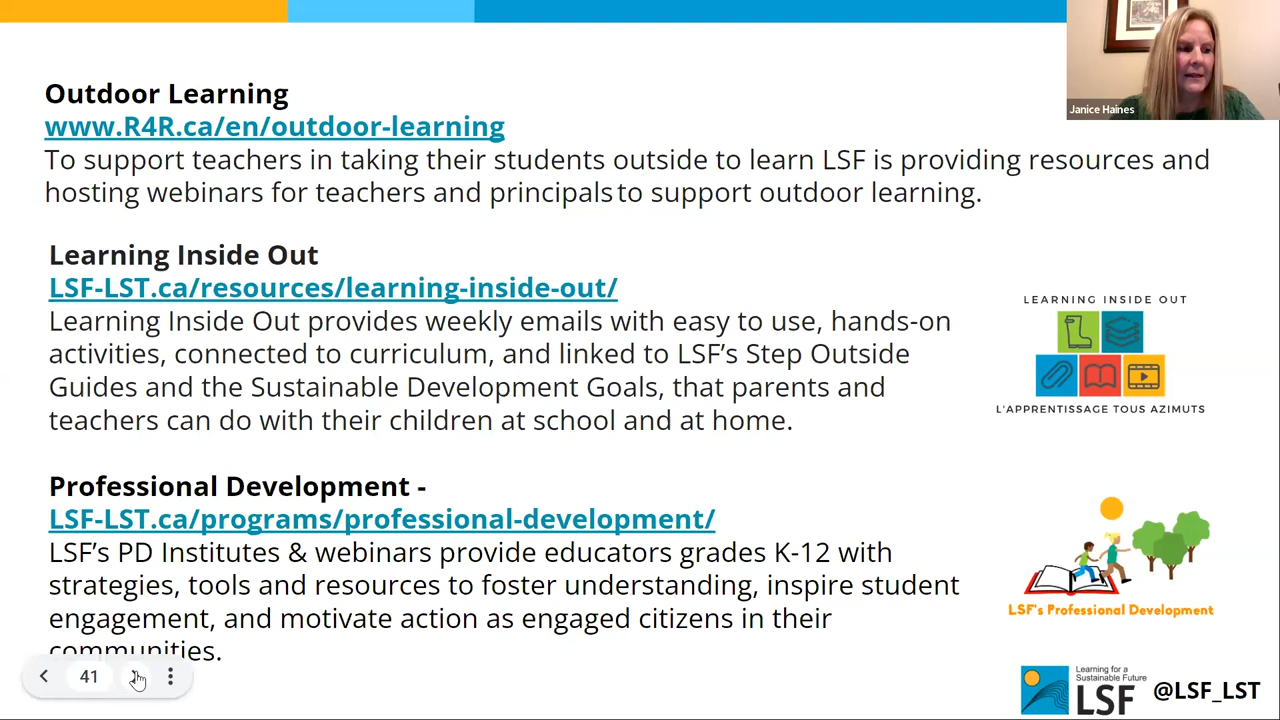 Janice Haines
Outdoor Learning
www.R4R.ca/en/outdoor-learning
To support teachers in taking their students outside to learn LSF is providing resources and
hosting webinars for teachers and principals to support outdoor learning.
Learning Inside Out
LSF-LST.ca/resources/learning-inside-out/
Learning Inside Out provides weekly emails with easy to use, hands-on
activities, connected to curriculum, and linked to LSF's Step Outside
Guides and the Sustainable Development Goals, that parents and
teachers can do with their children at school and at home.
LEARNING INSIDE OUT
L'APPRENTISSAGE TOUS AZIMUTS
Professional Development -
LSF-LST.ca/programs/professional-development/
LSF's PD Institutes & webinars provide educators grades K-12 with
strategies, tools and resources to foster understanding, inspire student
engagement, and motivate action as engaged citizens in their
communities.
LSF's Professional Development
41
Learning for a
Sustainable Future
LSF
@LSF_LST